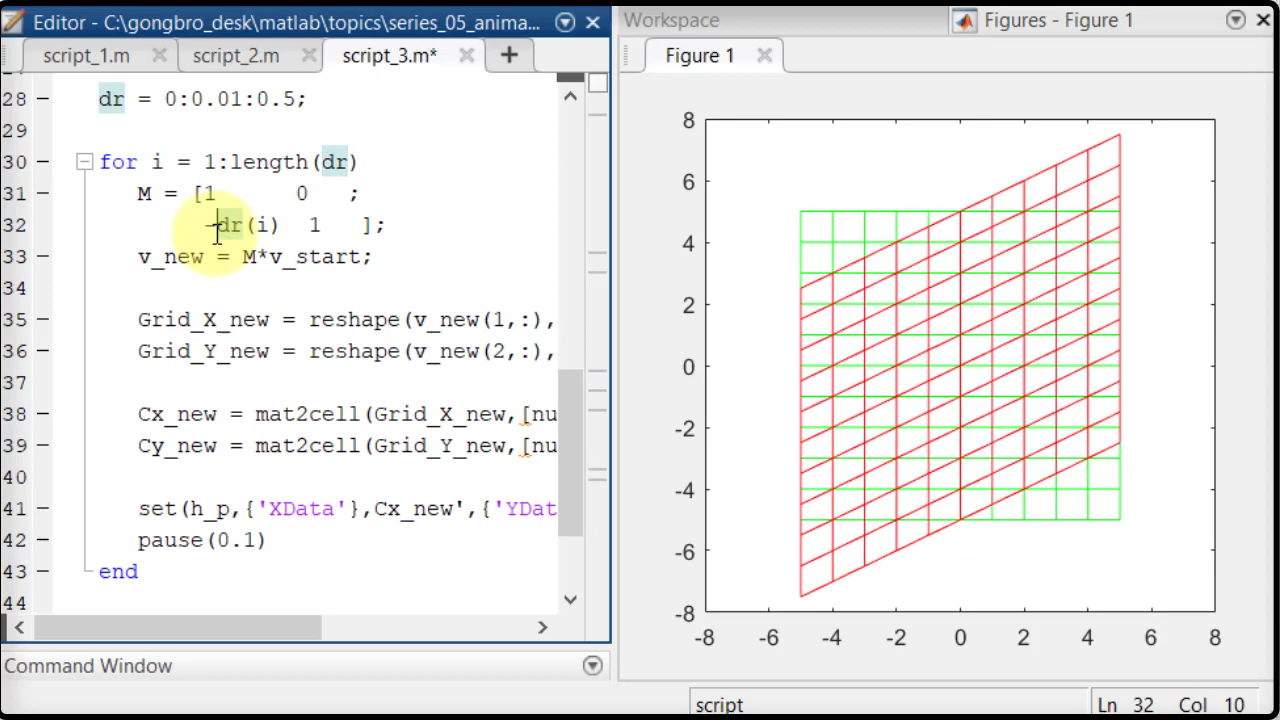 Editor - C:\gongbro_desk\matlab\topics\series_05_anima...
script_1.m
script_2.m
script_3.m*
28 dr = 0:0.01:0.5;
29
30 for i = 1:length(dr)
31 M = [1 0 ;
32 -dr(i) 1 ];
33 v_new = M*v_start;
34
35 Grid_X_new = reshape(v_new(1,:),
36 Grid_Y_new = reshape(v_new(2,:),
37
38 Cx_new = mat2cell(Grid_X_new,[nu
39 Cy_new = mat2cell(Grid_Y_new,[nu
40
41 set(h_p,{'XData'},Cx_new',{'YDat
42 pause(0.1)
43 end
44
Command Window
Workspace
Figures - Figure 1
Figure 1
8
6
4
2
0
-2
-4
-6
-8
-8 -6 -4 -2 0 2 4 6 8
script
Ln 32 Col 10